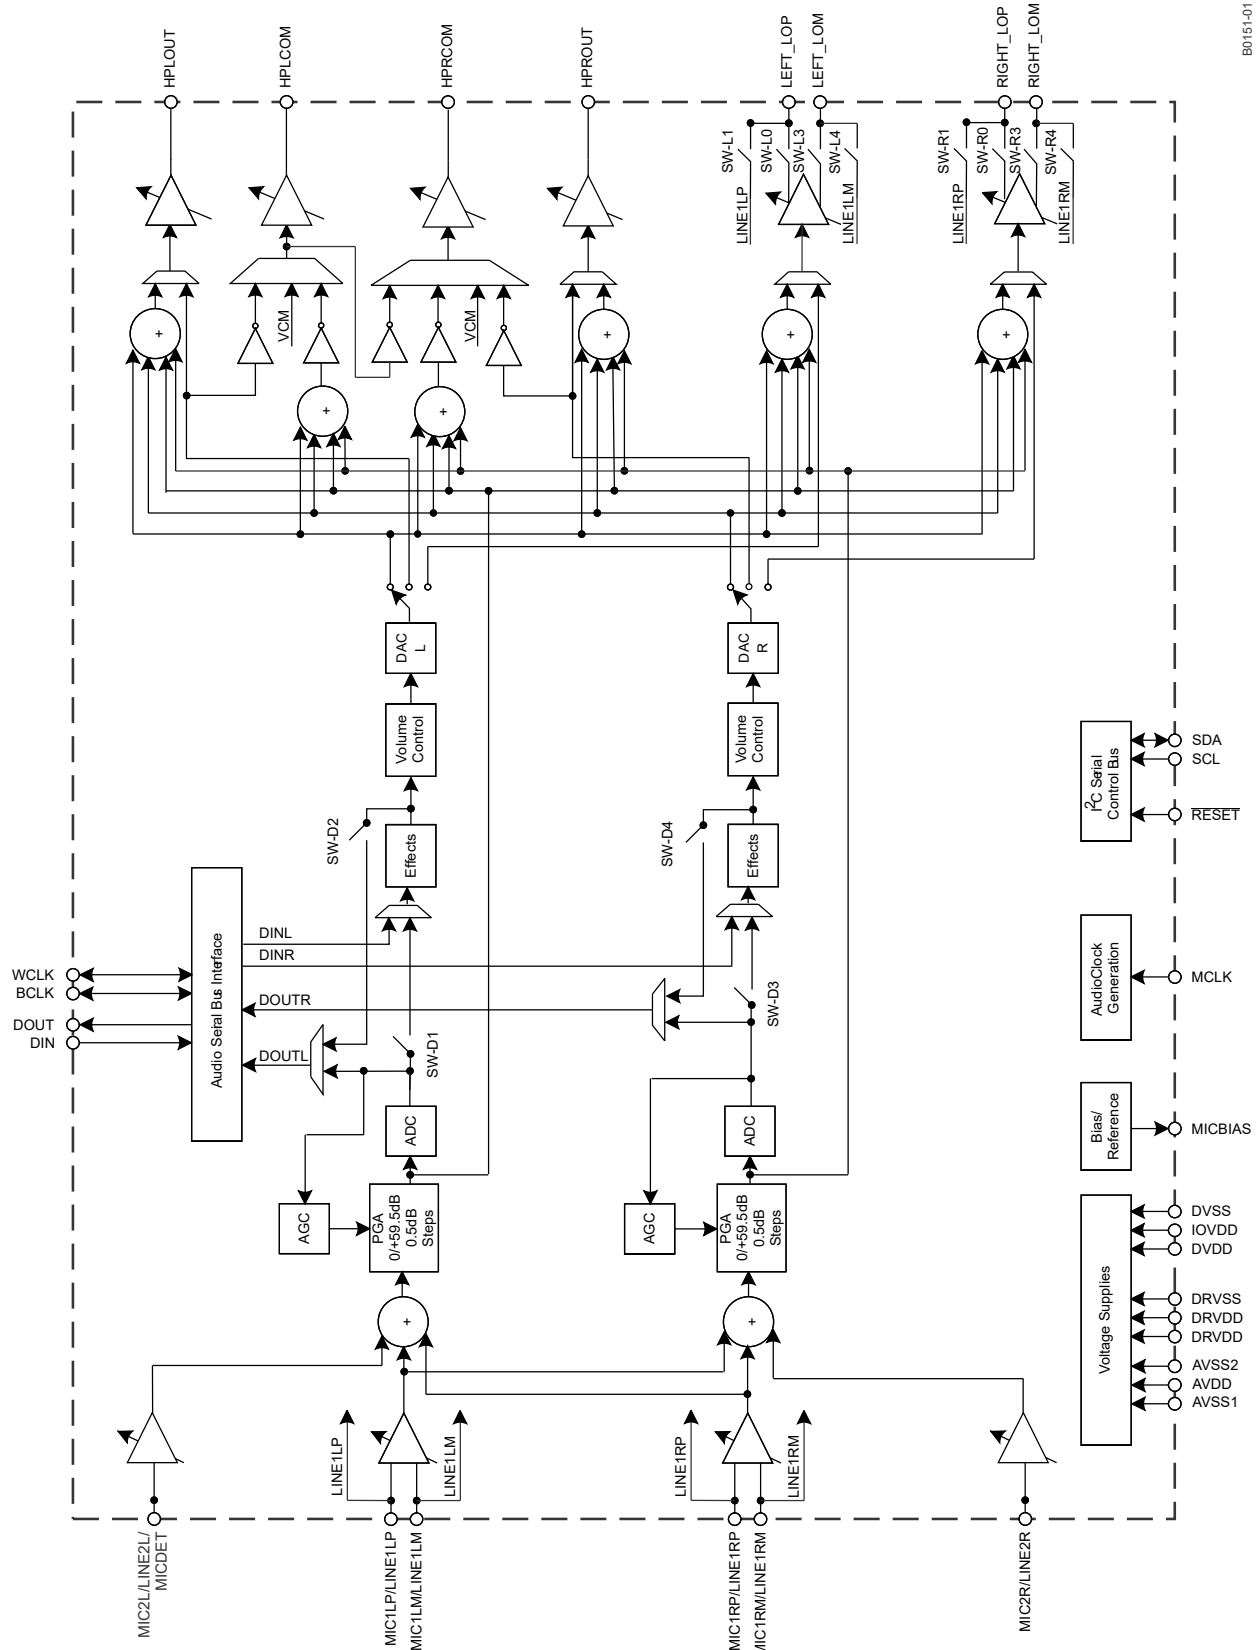 B0151-01
HPLOUT
HPLCOM
HPRCOM
HPROUT
LEFT_LOP
LEFT_LOM
RIGHT_LOP
RIGHT_LOM
SW-L1
SW-L0
SW-L3
SW-L4
LINE1LP
LINE1LM
SW-R1
SW-R0
SW-R3
SW-R4
LINE1RP
LINE1RM
VCM
VCM
+
+
+
+
+
+
DAC
L
DAC
R
Volume
Control
Volume
Control
SW-D2
SW-D4
Effects
Effects
I2C Serial
Control Bus
SDA
SCL
RESET
Audio Serial Bus Interface
WCLK
BCLK
DOUT
DIN
DINL
DINR
DOUTR
DOUTL
SW-D1
SW-D3
AudioClock
Generation
MCLK
ADC
ADC
Bias/
Reference
MICBIAS
AGC
PGA
0/+59.5dB
0.5dB
Steps
AGC
PGA
0/+59.5dB
0.5dB
Steps
+
+
Voltage Supplies
DVSS
IOVDD
DVDD
DRVSS
DRVDD
DRVDD
AVSS2
AVDD
AVSS1
LINE1LP
LINE1LM
LINE1RP
LINE1RM
MIC2L/LINE2L/
MICDET
MIC1LP/LINE1LP
MIC1LM/LINE1LM
MIC1RP/LINE1RP
MIC1RM/LINE1RM
MIC2R/LINE2R